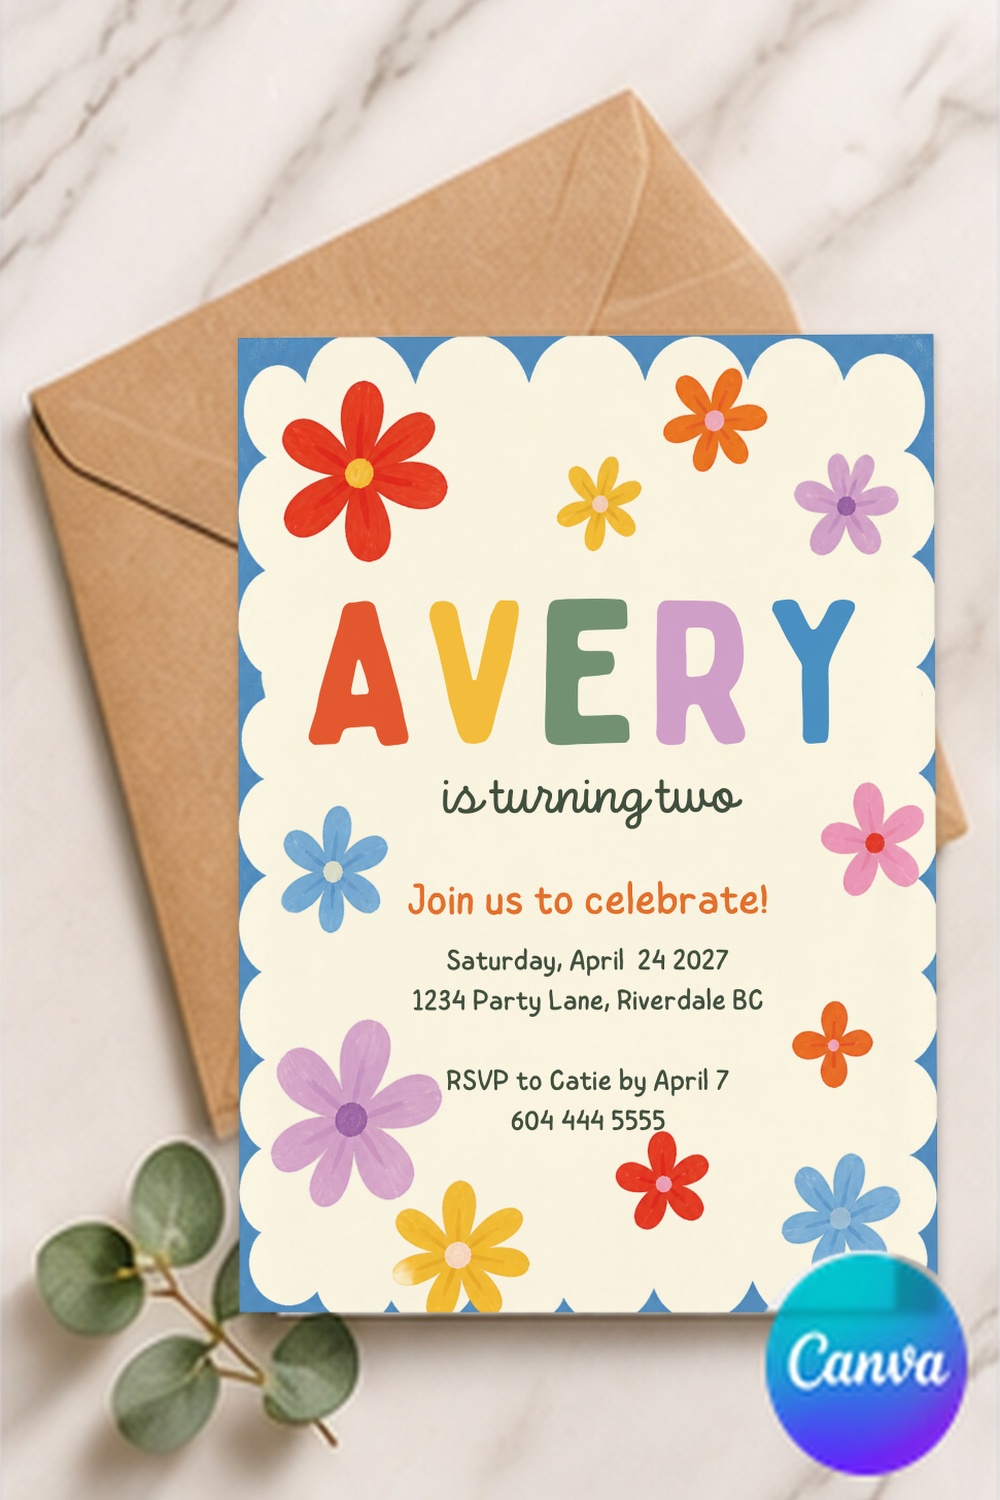 AVERY
is turning two
Join us to celebrate!
Saturday, April 24 2027
1234 Party Lane, Riverdale BC
RSVP to Catie by April 7
604 444 5555
Canva